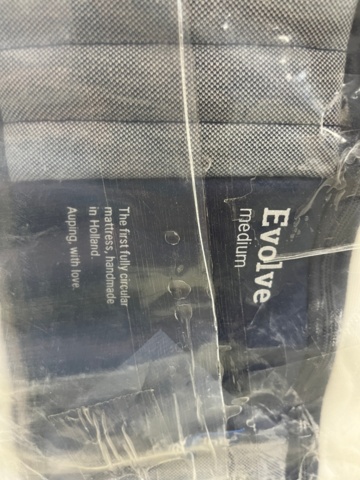 Evolve
medium
The first fully circular
mattress, handmade
in Holland.
Auping, with love.